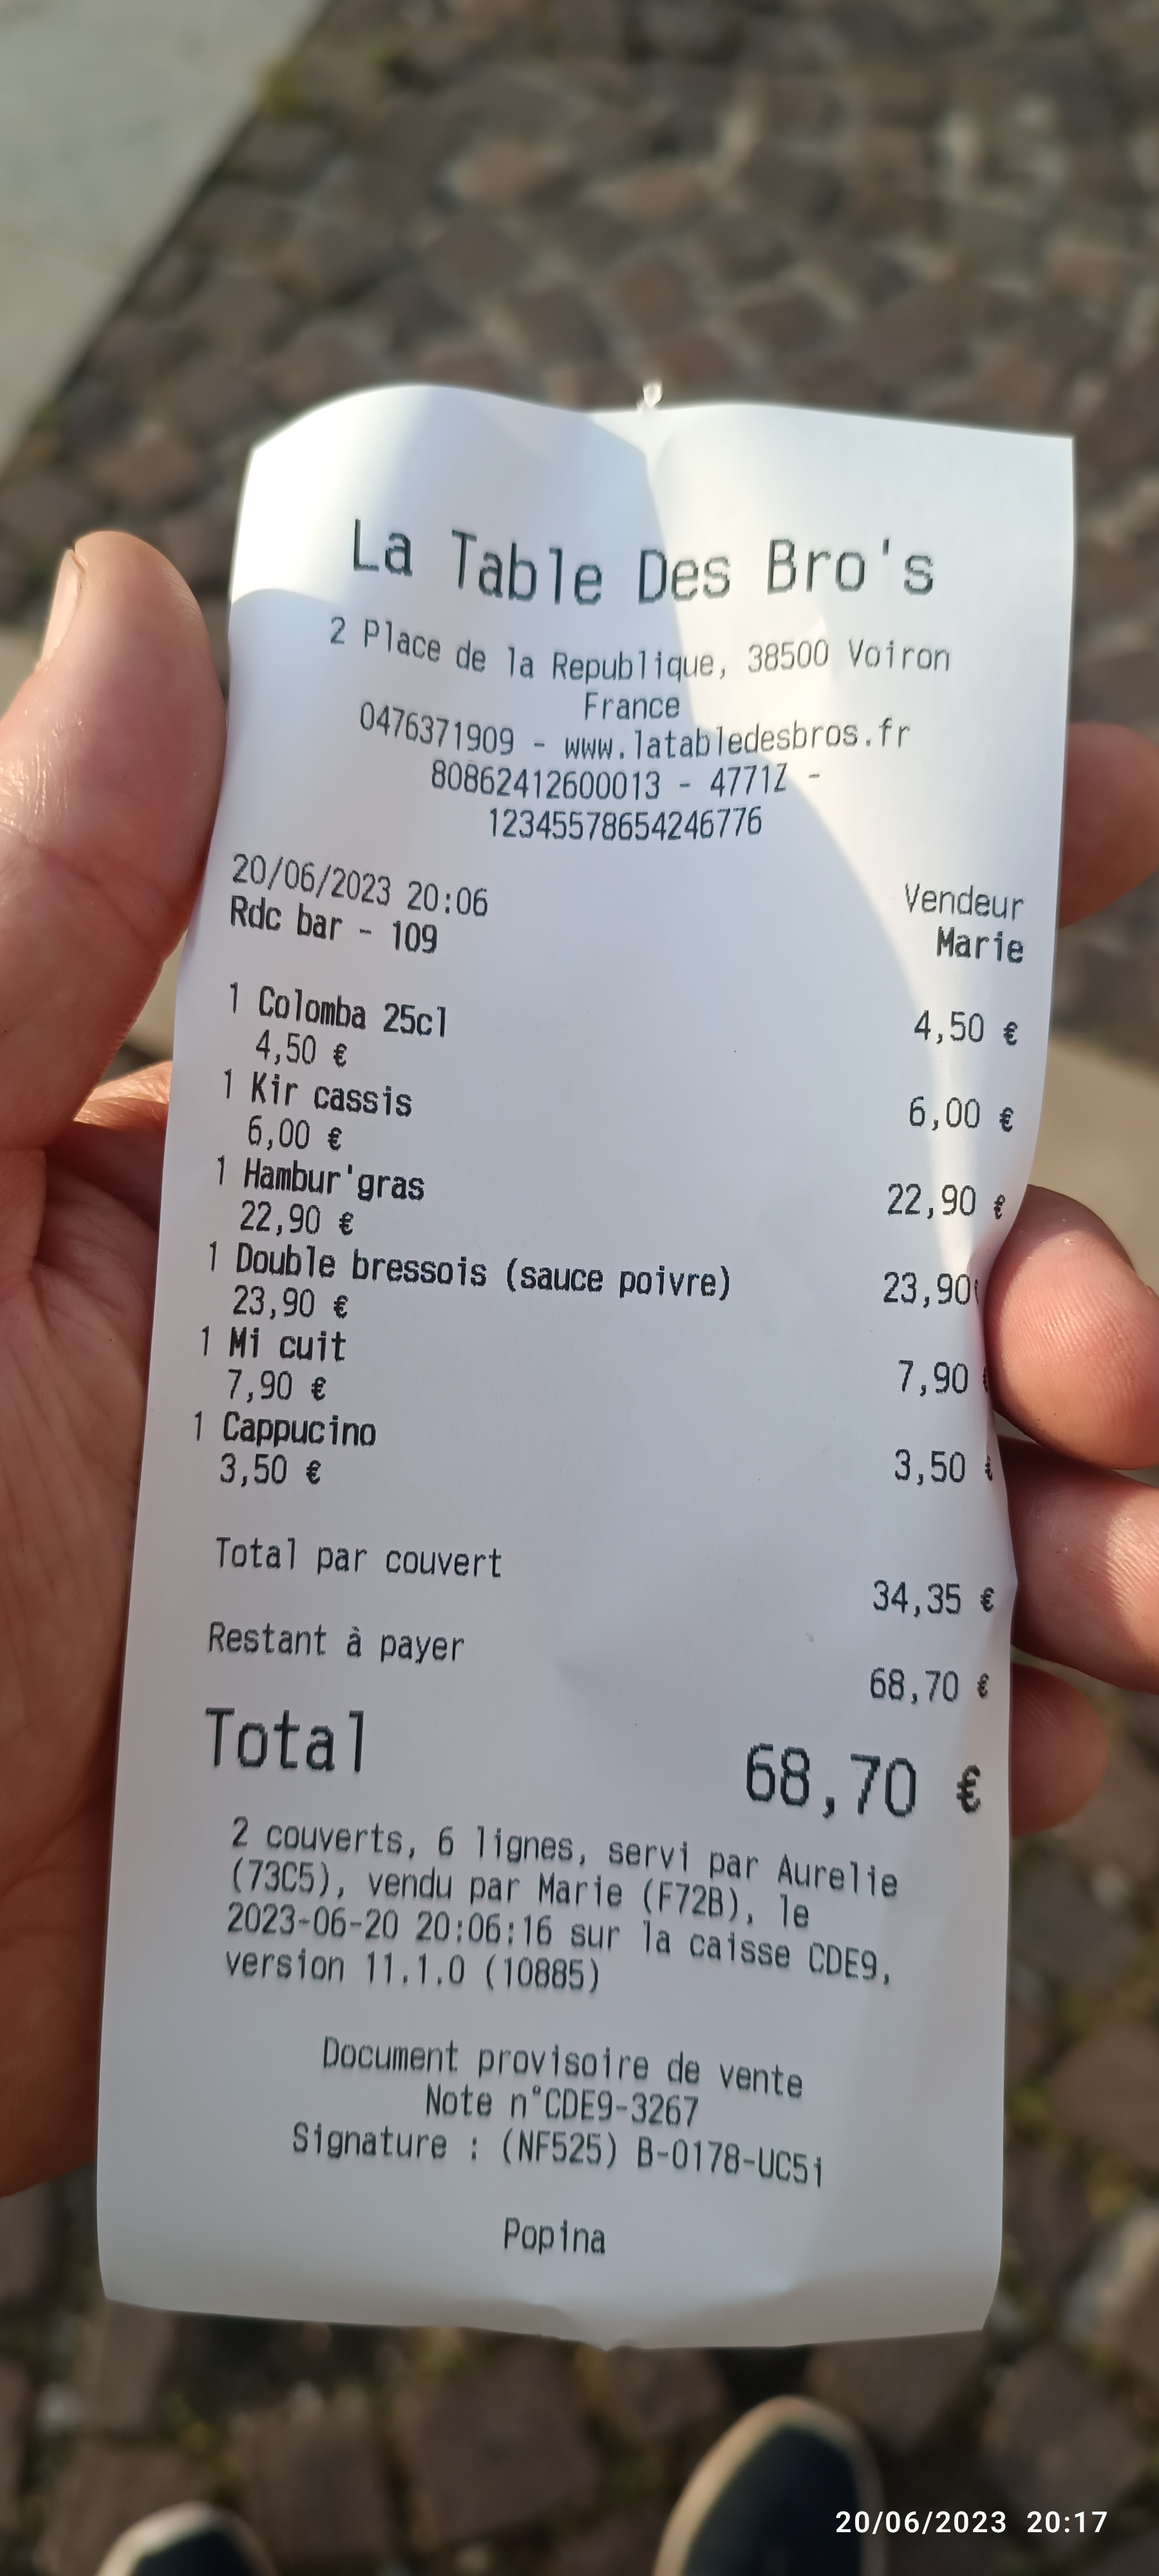 La Table Des Bro's
2 Place de la Republique, 38500 Voiron
France
0476371909 - www.latabledesbros.fr
80862412600013 - 4771Z -
12345578654246776
20/06/2023 20:06
Vendeur
Rdc bar - 109
Marie
1 Colomba 25cl 4,50 €
4,50 €
1 Kir cassis 6,00 €
6,00 €
1 Hambur'gras 22,90 €
22,90 €
1 Double bressois (sauce poivre) 23,90
23,90 €
1 Mi cuit 7,90
7,90 €
1 Cappucino 3,50 €
3,50 €
Total par couvert 34,35 €
Restant à payer 68,70 €
Total 68,70 €
2 couverts, 6 lignes, servi par Aurelie
(73C5), vendu par Marie (F72B), le
2023-06-20 20:06:16 sur la caisse CDE9,
version 11.1.0 (10885)
Document provisoire de vente
Note n°CDE9-3267
Signature : (NF525) B-0178-UC5i
Popina
20/06/2023 20:17